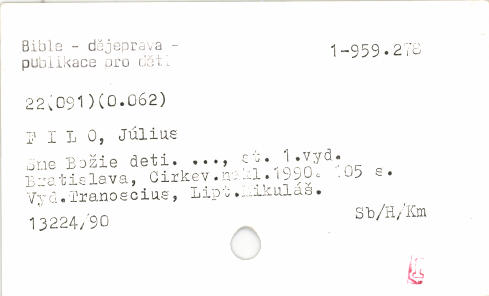 Bible - dějeprava -
publikace pro děti
1-959.278
22(091)(0.062)
F I L O, Július
Sme Božie deti. ..., st. 1.vyd.
Bratislava, Cirkev.nakl.1990. 105 s.
Vyd.Tranoscius, Lipt.Mikuláš.
13224/90
Sb/H/Km